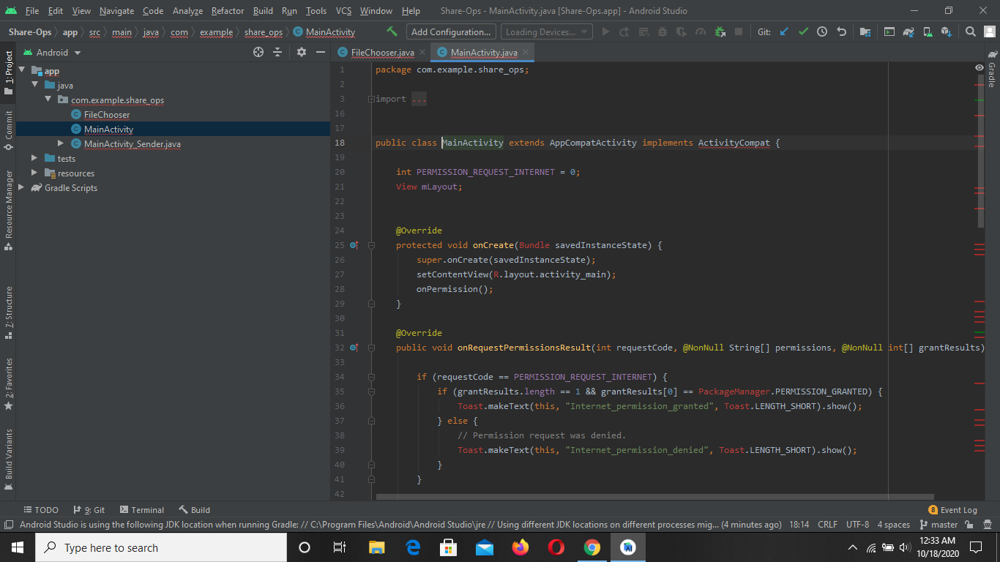 File Edit View Navigate Code Analyze Refactor Build Run Tools VCS Window Help Share-Ops - MainActivity.java [Share-Ops.app] - Android Studio
Share-Ops app src main java com example share_ops MainActivity Add Configuration... Loading Devices... Git:
1: Project
Commit
Resource Manager
7: Structure
2: Favorites
Build Variants
Android
app
java
com.example.share_ops
FileChooser
MainActivity
MainActivity_Sender.java
tests
resources
Gradle Scripts
FileChooser.java MainActivity.java
1 package com.example.share_ops;
2
3 import ...
16
17
18 public class MainActivity extends AppCompatActivity implements ActivityCompat {
19
20 int PERMISSION_REQUEST_INTERNET = 0;
21 View mLayout;
22
23
24 @Override
25 protected void onCreate(Bundle savedInstanceState) {
26 super.onCreate(savedInstanceState);
27 setContentView(R.layout.activity_main);
28 onPermission();
29 }
30
31 @Override
32 public void onRequestPermissionsResult(int requestCode, @NonNull String[] permissions, @NonNull int[] grantResults)
33
34 if (requestCode == PERMISSION_REQUEST_INTERNET) {
35 if (grantResults.length == 1 && grantResults[0] == PackageManager.PERMISSION_GRANTED) {
36 Toast.makeText(this, "Internet_permission_granted", Toast.LENGTH_SHORT).show();
37 } else {
38 // Permission request was denied.
39 Toast.makeText(this, "Internet_permission_denied", Toast.LENGTH_SHORT).show();
40 }
41 }
42
Gradle
TODO 9: Git Terminal Build 8 Event Log
Android Studio is using the following JDK location when running Gradle: // C:\Program Files\Android\Android Studio\jre // Using different JDK locations on different processes mig... (4 minutes ago) 18:14 CRLF UTF-8 4 spaces master
Type here to search
12:33 AM
10/18/2020